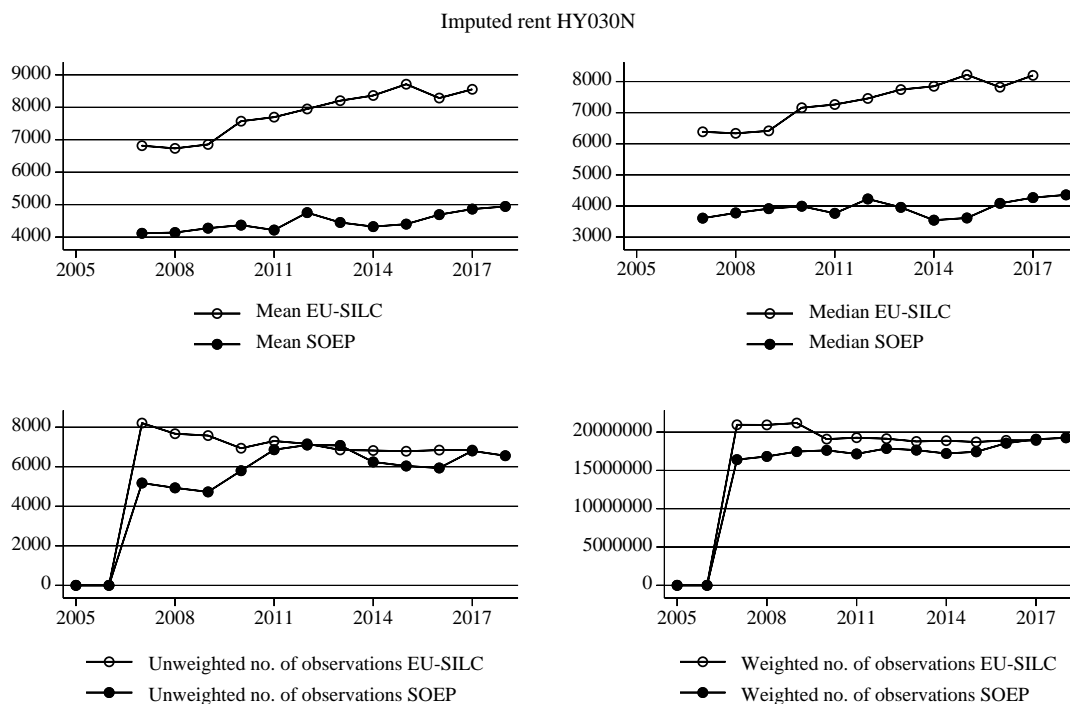 Imputed rent HY030N
9000
8000
7000
6000
5000
4000
2005 2008 2011 2014 2017
Mean EU-SILC
Mean SOEP
8000
7000
6000
5000
4000
3000
2005 2008 2011 2014 2017
Median EU-SILC
Median SOEP
8000
6000
4000
2000
0
2005 2008 2011 2014 2017
Unweighted no. of observations EU-SILC
Unweighted no. of observations SOEP
20000000
15000000
10000000
5000000
0
2005 2008 2011 2014 2017
Weighted no. of observations EU-SILC
Weighted no. of observations SOEP